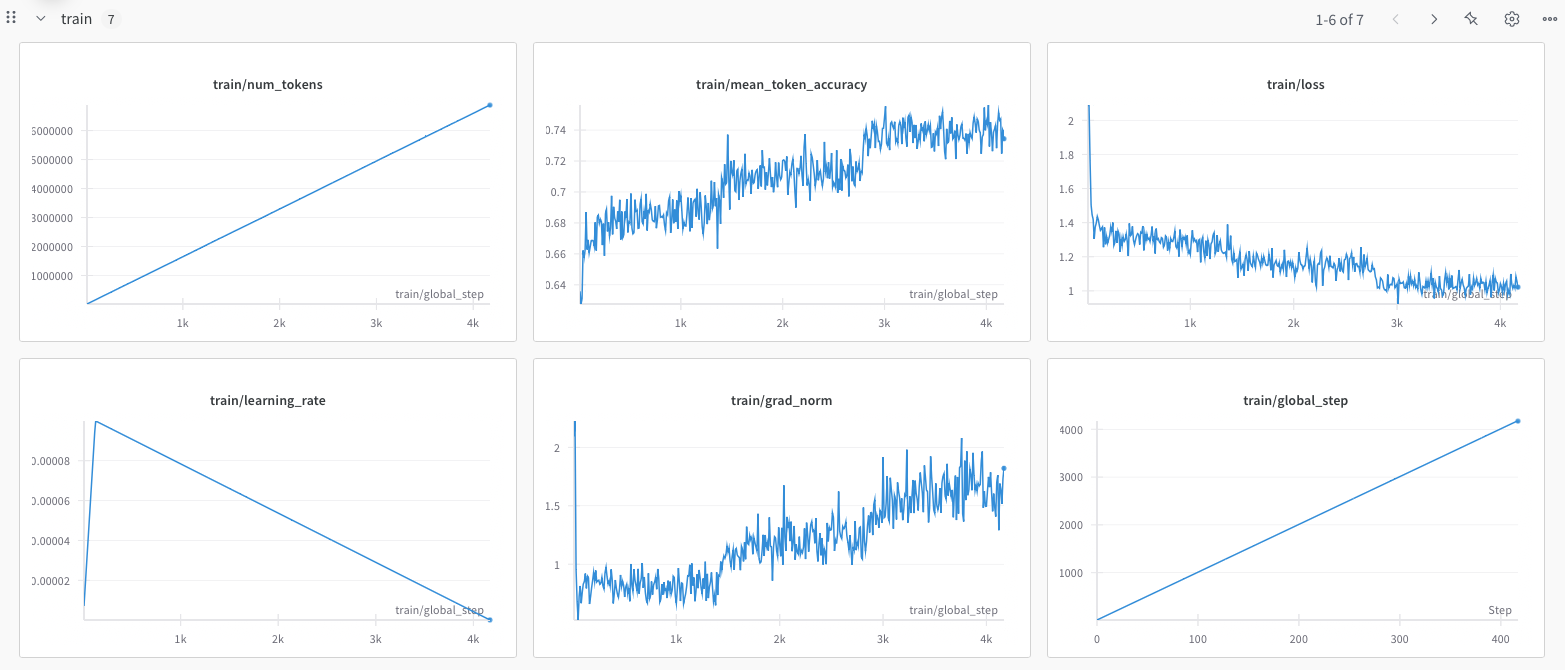 train 7 1-6 of 7
train/num_tokens
6000000
5000000
4000000
3000000
2000000
1000000
train/global_step
1k 2k 3k 4k
train/mean_token_accuracy
0.74
0.72
0.7
0.68
0.66
0.64
train/global_step
1k 2k 3k 4k
train/loss
2
1.8
1.6
1.4
1.2
1
train/global_step
1k 2k 3k 4k
train/learning_rate
0.00008
0.00006
0.00004
0.00002
train/global_step
1k 2k 3k 4k
train/grad_norm
2
1.5
1
train/global_step
1k 2k 3k 4k
train/global_step
4000
3000
2000
1000
Step
0 100 200 300 400